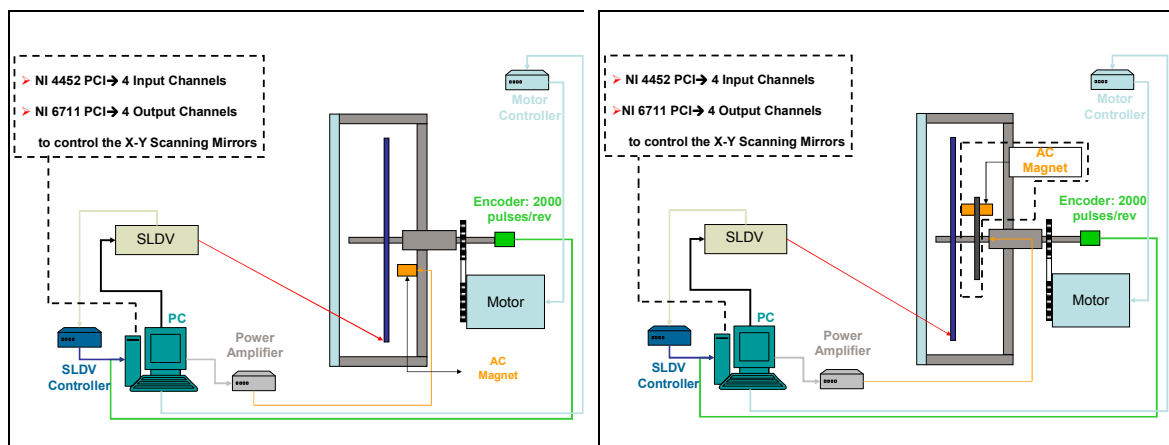 ➢ NI 4452 PCI➔ 4 Input Channels
➢ NI 6711 PCI➔ 4 Output Channels
to control the X-Y Scanning Mirrors
Motor
Controller
Encoder: 2000
pulses/rev
SLDV
Motor
PC
Power
Amplifier
SLDV
Controller
AC
Magnet
➢ NI 4452 PCI➔ 4 Input Channels
➢ NI 6711 PCI➔ 4 Output Channels
to control the X-Y Scanning Mirrors
Motor
Controller
AC
Magnet
Encoder: 2000
pulses/rev
SLDV
Motor
PC
Power
Amplifier
SLDV
Controller